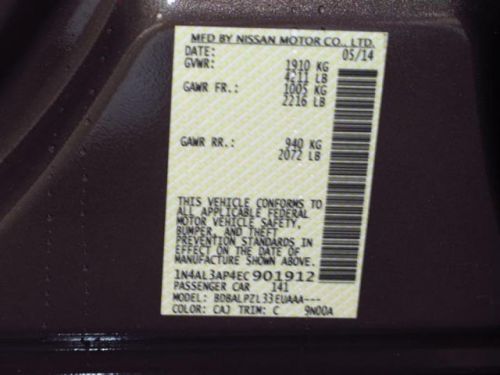 MFD BY NISSAN MOTOR CO., LTD.
DATE: 05/14
GVWR: 1910 KG
4211 LB
GAWR FR.: 1005 KG
2216 LB
GAWR RR.: 940 KG
2072 LB
THIS VEHICLE CONFORMS TO
ALL APPLICABLE FEDERAL
MOTOR VEHICLE SAFETY,
BUMPER, AND THEFT
PREVENTION STANDARDS IN
EFFECT ON THE DATE OF
MANUFACTURE SHOWN ABOVE.
1N4AL3AP4EC901912
PASSENGER CAR 141
MODEL: BDBALPZL33EUAAA---
COLOR: CAJ TRIM: C 9N00A